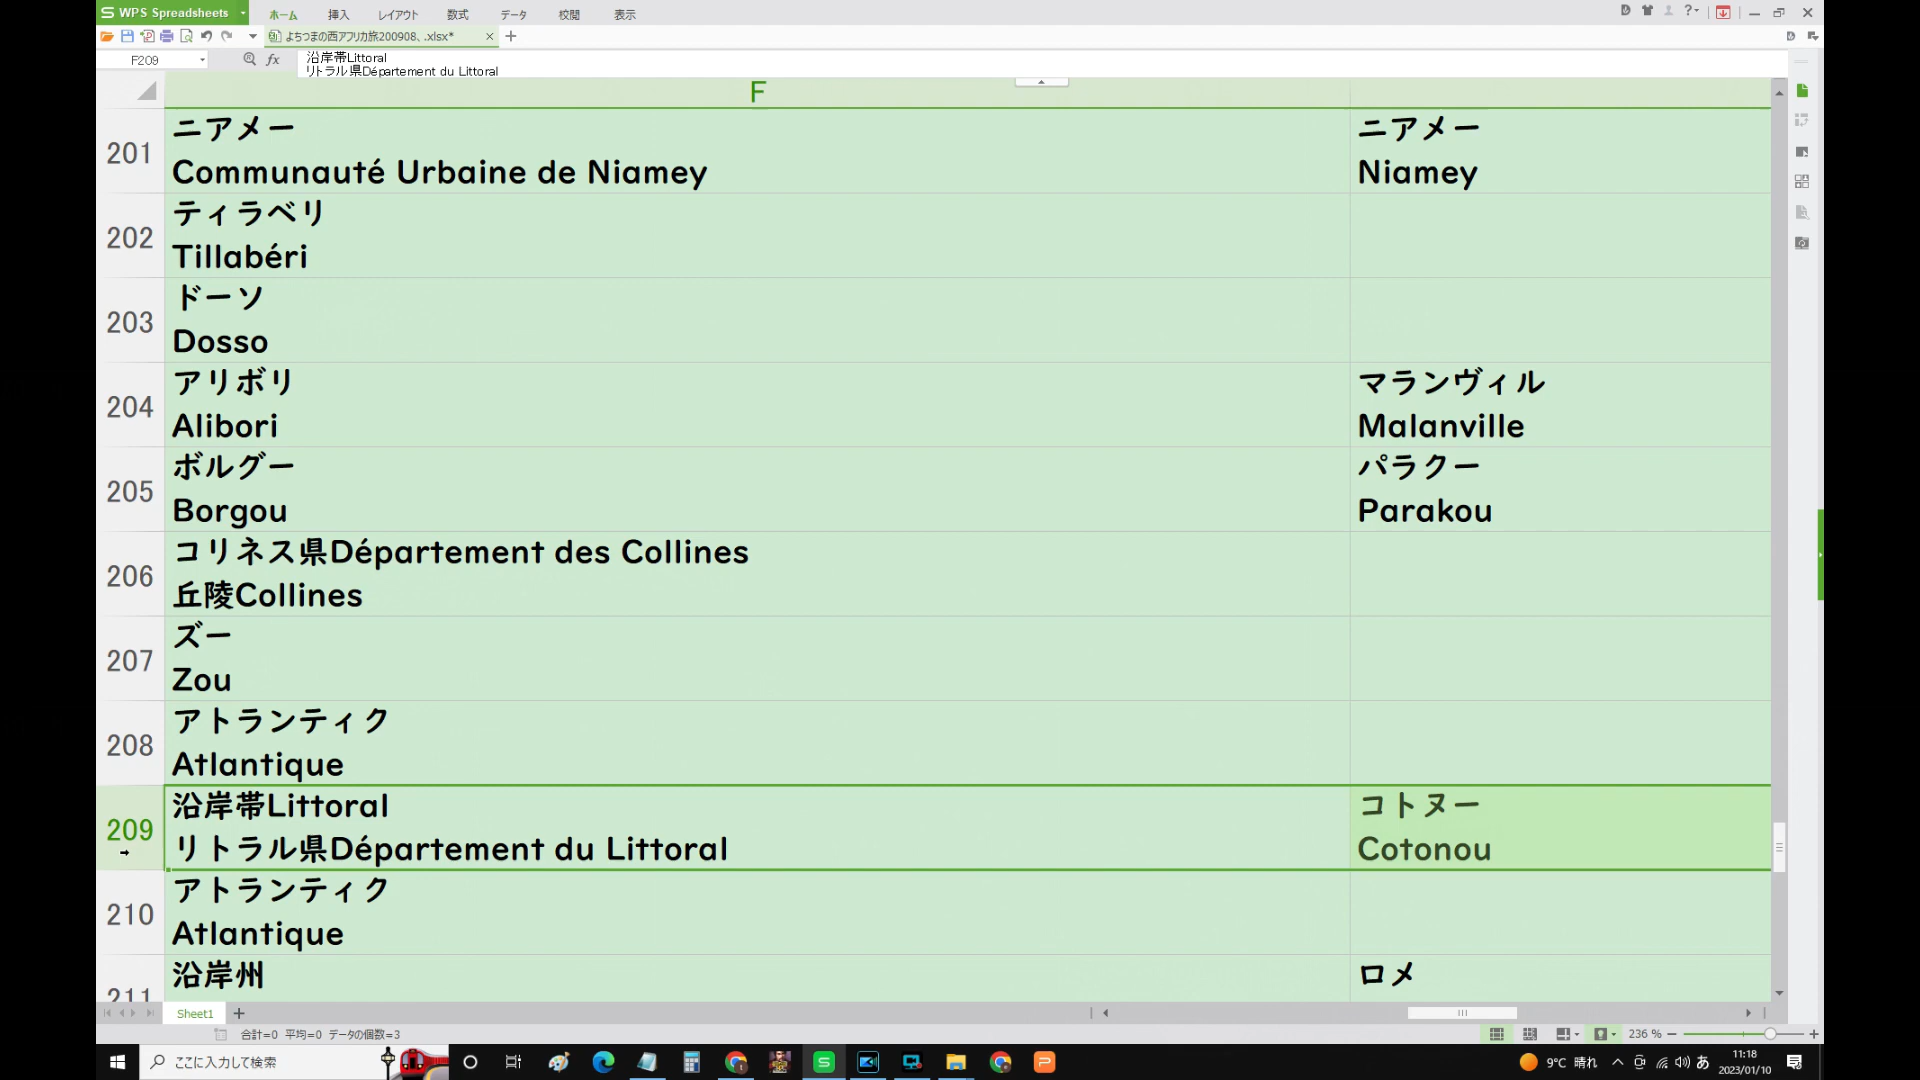 WPS Spreadsheets
ホーム 挿入 レイアウト 数式 データ 校閲 表示
よちつまの西アフリカ旅200908、.xlsx*
F209
fx
沿岸帯Littoral
リトラル県Département du Littoral
F
201
ニアメー
Communauté Urbaine de Niamey
ニアメー
Niamey
202
ティラベリ
Tillabéri
203
ドーソ
Dosso
204
アリボリ
Alibori
マランヴィル
Malanville
205
ボルグー
Borgou
パラクー
Parakou
206
コリネス県Département des Collines
丘陵Collines
207
ズー
Zou
208
アトランティク
Atlantique
209
沿岸帯Littoral
リトラル県Département du Littoral
コトヌー
Cotonou
210
アトランティク
Atlantique
211
沿岸州
ロメ
Sheet1
合計=0 平均=0 データの個数=3
236 %
ここに入力して検索
9°C 晴れ
あ
11:18
2023/01/10